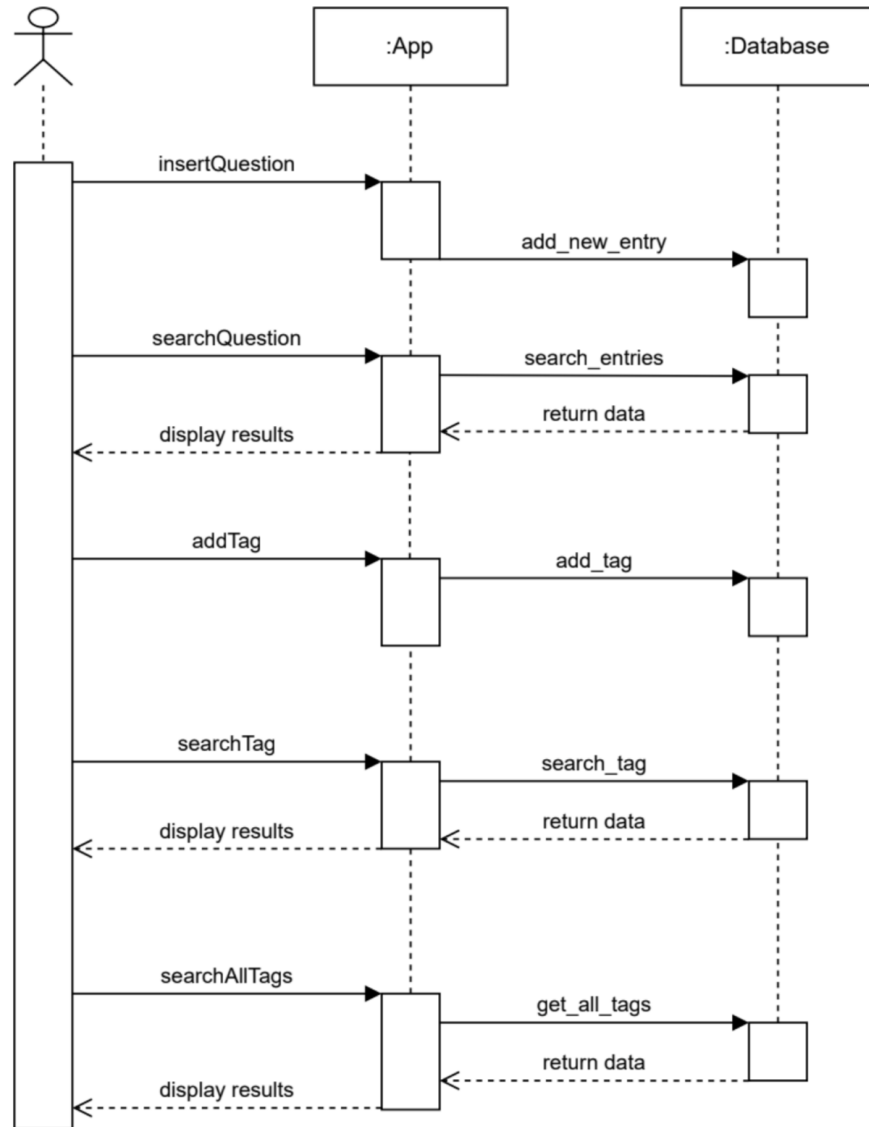 :App
:Database
insertQuestion
add_new_entry
searchQuestion
search_entries
return data
display results
addTag
add_tag
searchTag
search_tag
return data
display results
searchAllTags
get_all_tags
return data
display results